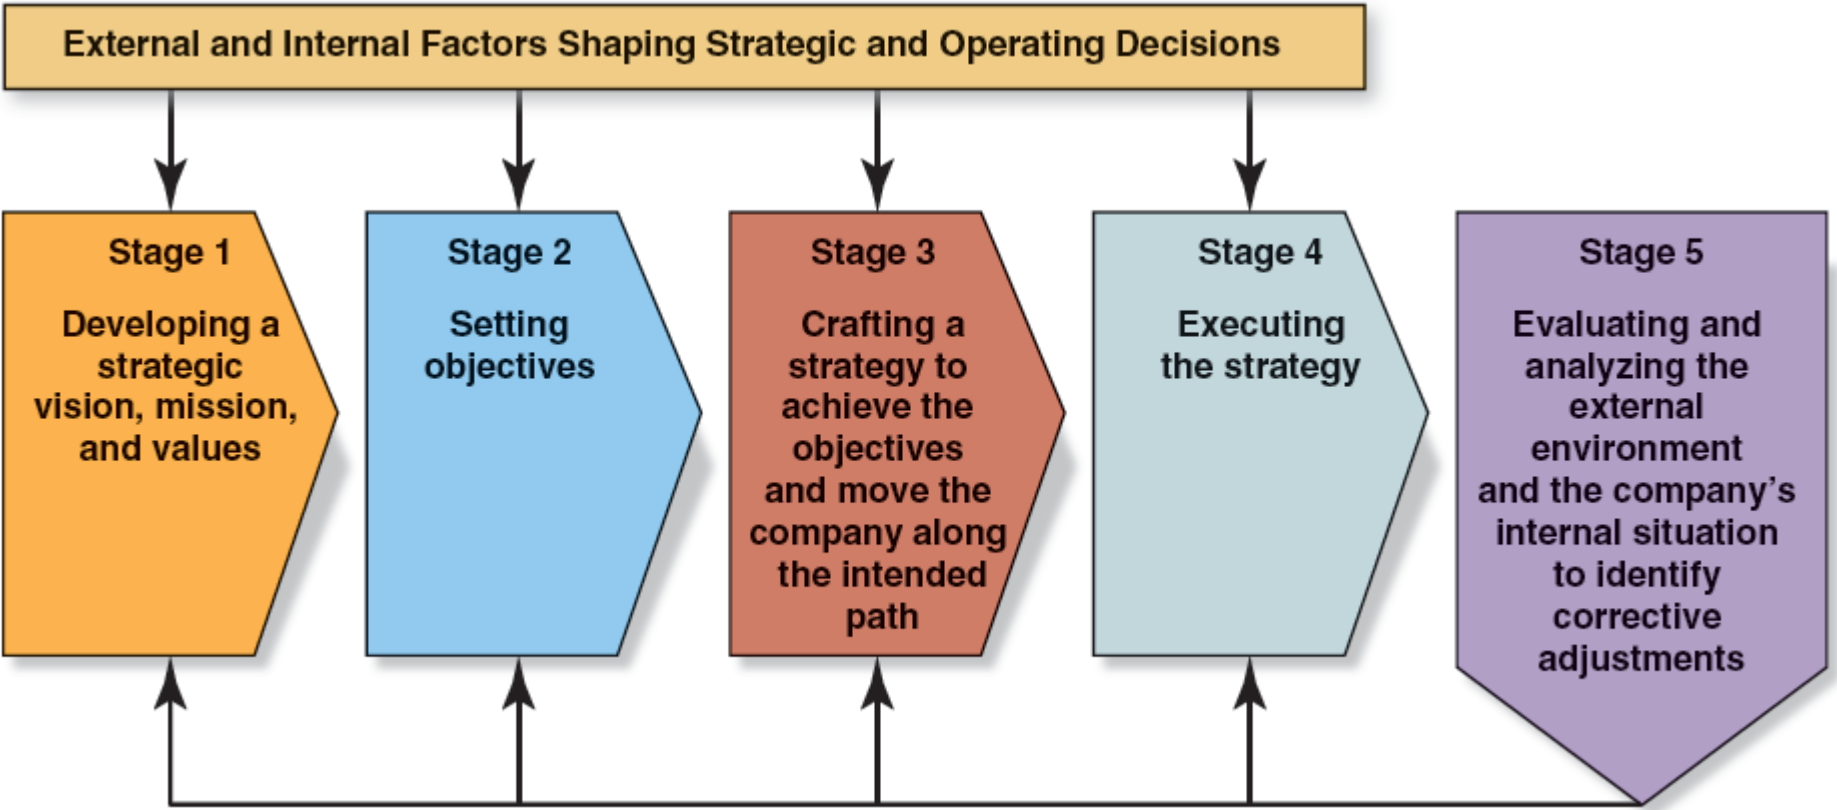 External and Internal Factors Shaping Strategic and Operating Decisions
Stage 1
Developing a
strategic
vision, mission,
and values
Stage 2
Setting
objectives
Stage 3
Crafting a
strategy to
achieve the
objectives
and move the
company along
the intended
path
Stage 4
Executing
the strategy
Stage 5
Evaluating and
analyzing the
external
environment
and the company’s
internal situation
to identify
corrective
adjustments